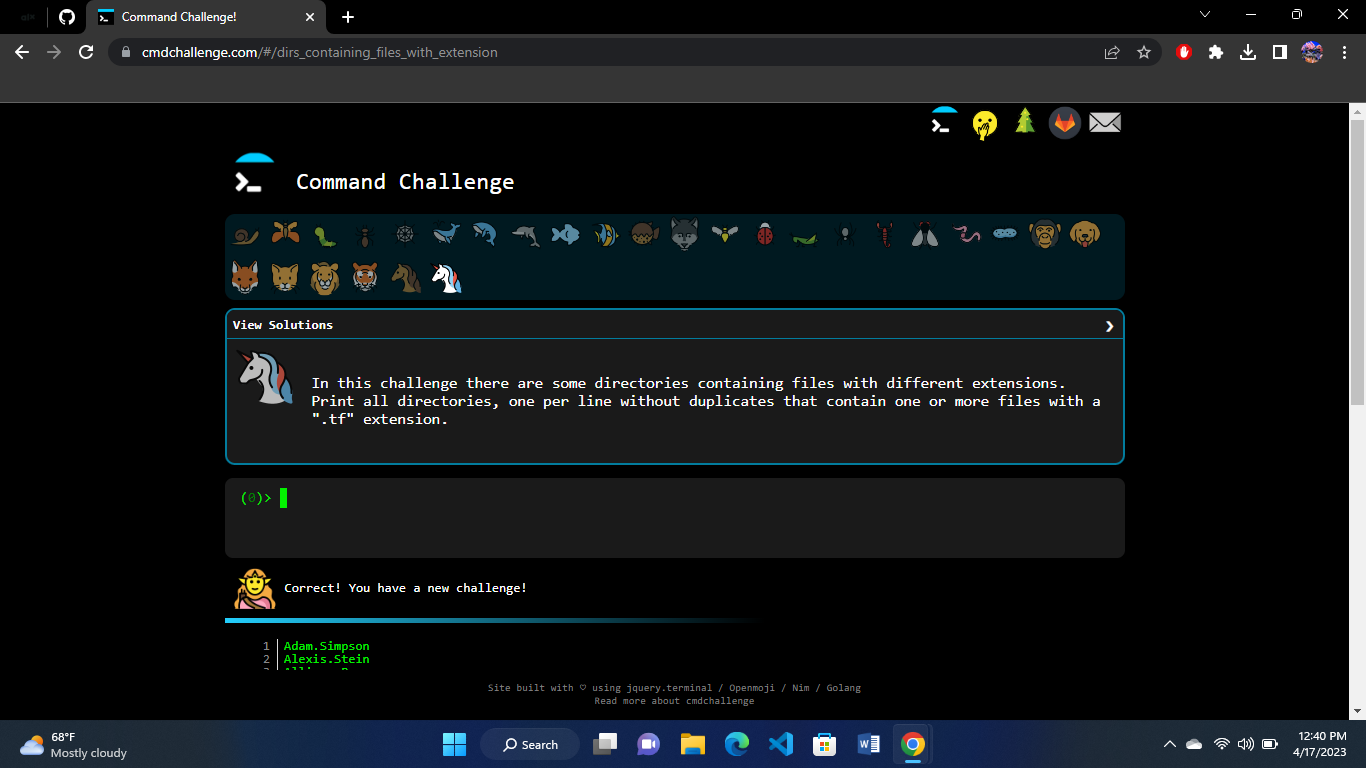 Command Challenge!
cmdchallenge.com/#/dirs_containing_files_with_extension
Command Challenge
View Solutions
In this challenge there are some directories containing files with different extensions.
Print all directories, one per line without duplicates that contain one or more files with a
".tf" extension.
(0)>
Correct! You have a new challenge!
1 Adam.Simpson
2 Alexis.Stein
Site built with ♡ using jquery.terminal / Openmoji / Nim / Golang
Read more about cmdchallenge
68°F
Mostly cloudy
Search
12:40 PM
4/17/2023